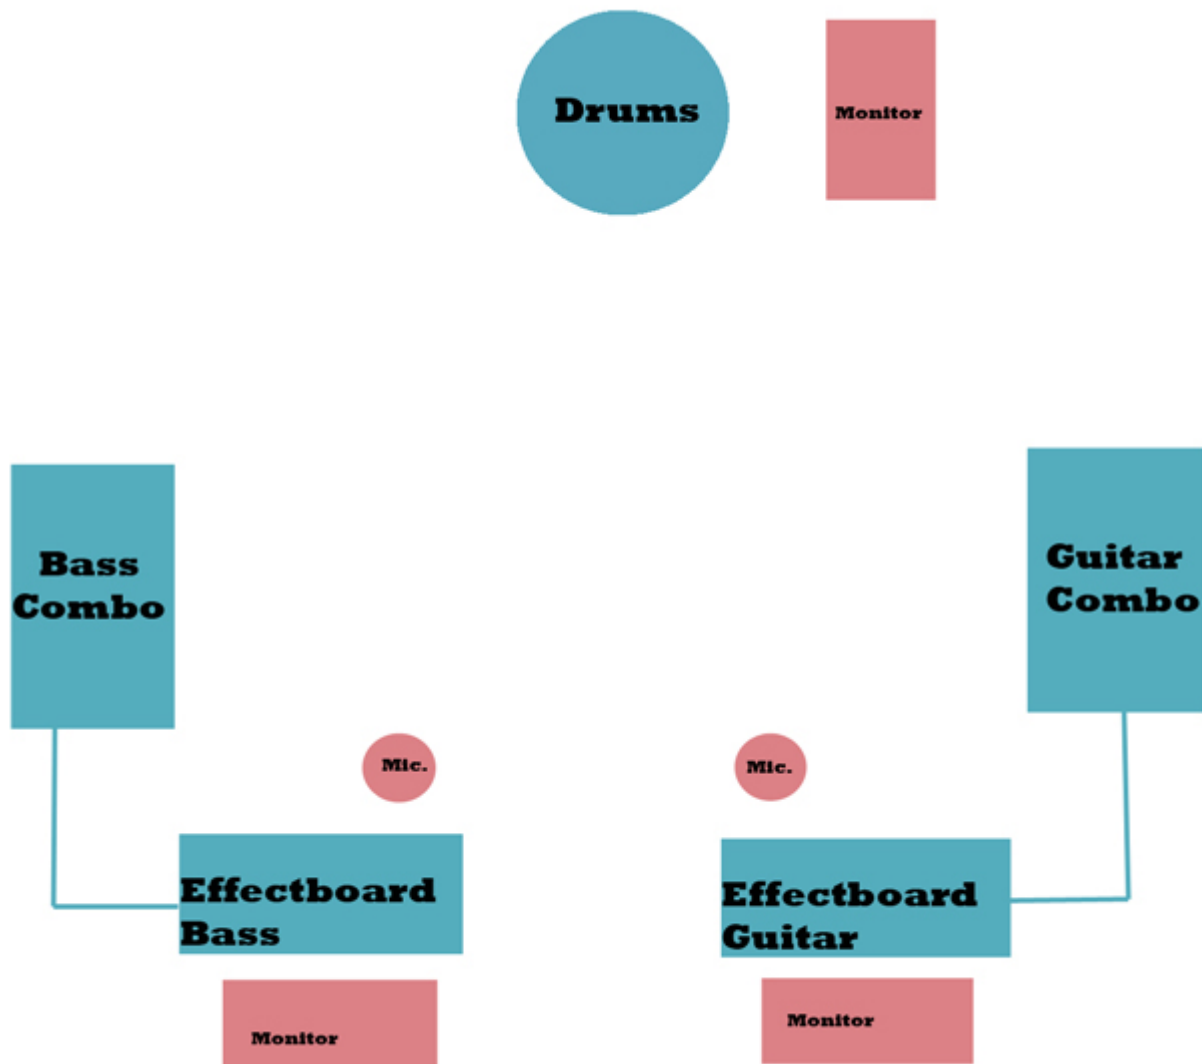 Drums
Monitor
Bass
Combo
Guitar
Combo
Mic.
Mic.
Effectboard
Bass
Effectboard
Guitar
Monitor
Monitor